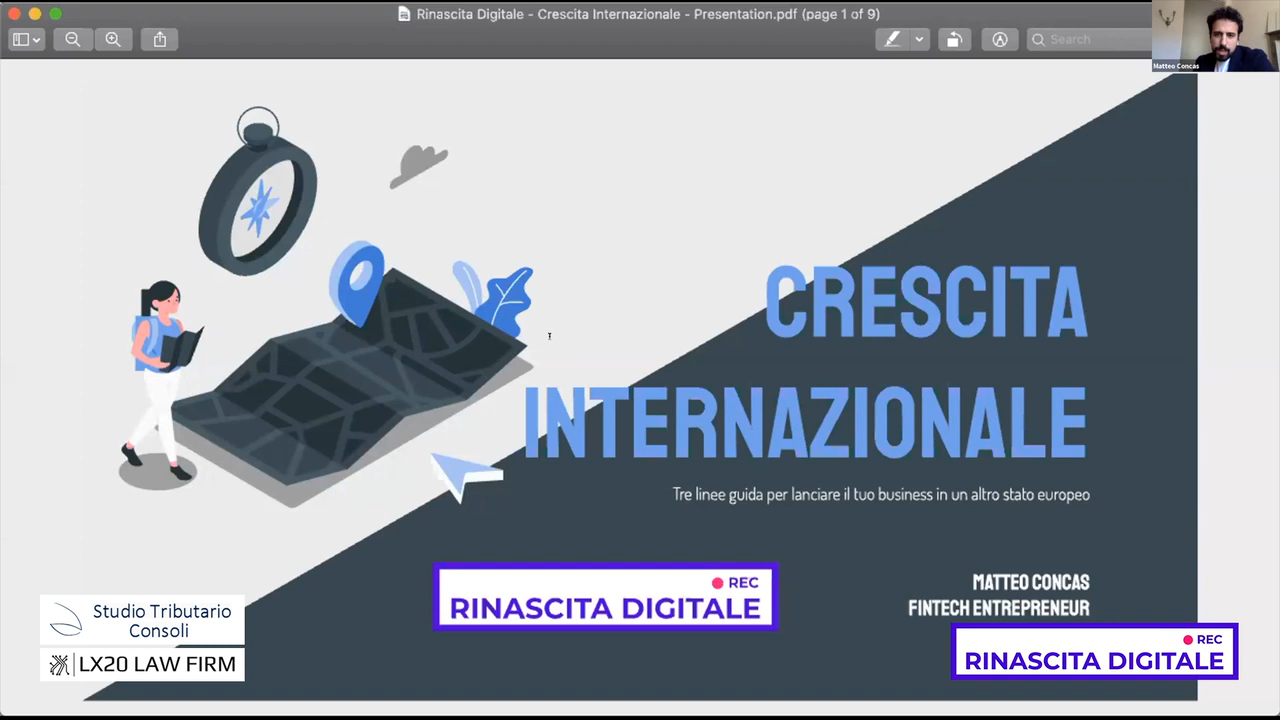 Rinascita Digitale - Crescita Internazionale - Presentation.pdf (page 1 of 9)
Search
Matteo Concas
CRESCITA
INTERNAZIONALE
Tre linee guida per lanciare il tuo business in un altro stato europeo
REC
RINASCITA DIGITALE
MATTEO CONCAS
FINTECH ENTREPRENEUR
Studio Tributario
Consoli
LX20 LAW FIRM
REC
RINASCITA DIGITALE